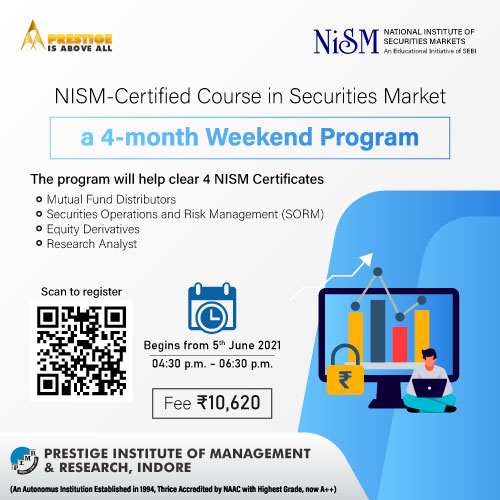 PRESTIGE
IS ABOVE ALL
NiSM
NATIONAL INSTITUTE OF
SECURITIES MARKETS
An Educational Initiative of SEBI
NISM-Certified Course in Securities Market
a 4-month Weekend Program
The program will help clear 4 NISM Certificates
Mutual Fund Distributors
Securities Operations and Risk Management (SORM)
Equity Derivatives
Research Analyst
Scan to register
Begins from 5th June 2021
04:30 p.m. - 06:30 p.m.
Fee ₹10,620
₹
PIMR
PRESTIGE INSTITUTE OF MANAGEMENT
& RESEARCH, INDORE
(An Autonomus Institution Established in 1994, Thrice Accredited by NAAC with Highest Grade, now A++)